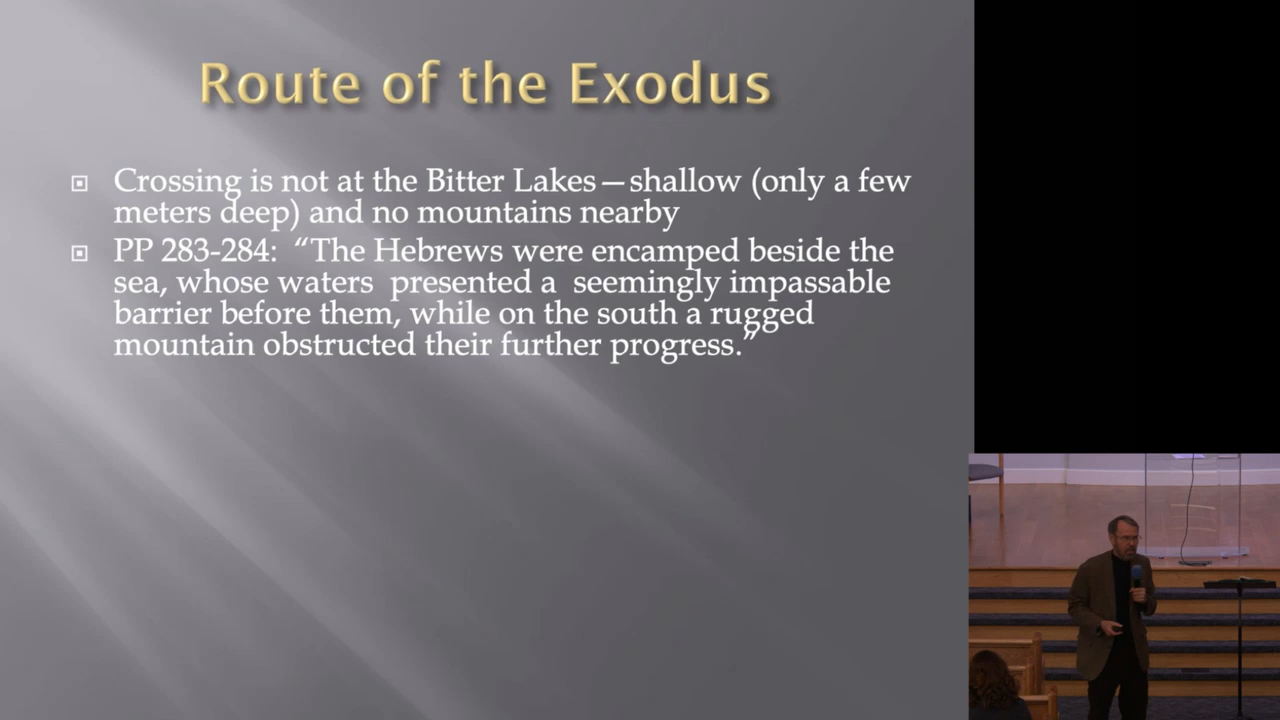 Route of the Exodus
Crossing is not at the Bitter Lakes—shallow (only a few
meters deep) and no mountains nearby
PP 283-284: “The Hebrews were encamped beside the
sea, whose waters presented a seemingly impassable
barrier before them, while on the south a rugged
mountain obstructed their further progress.”